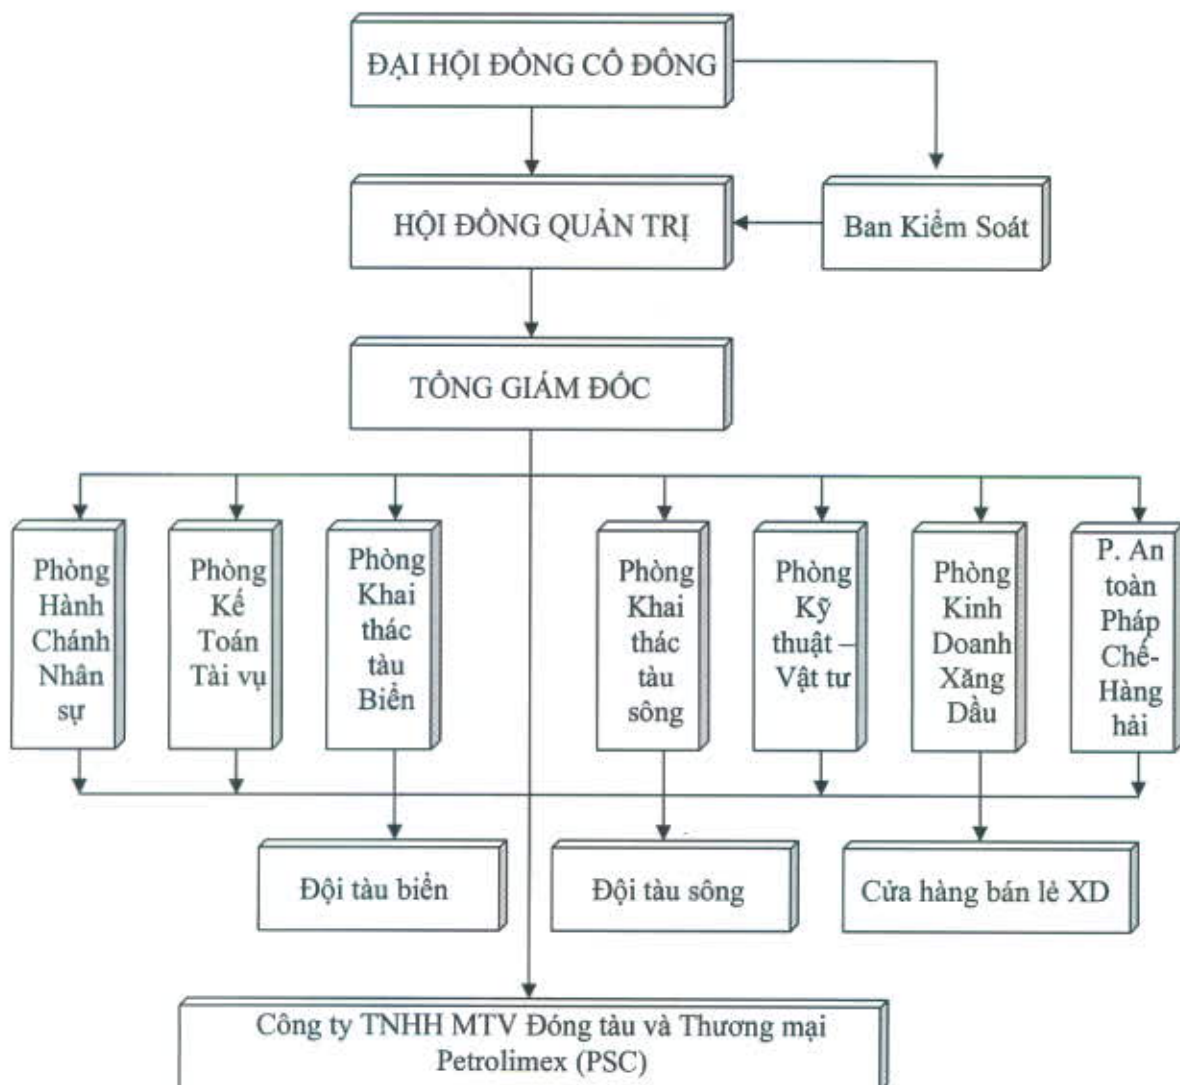 ĐẠI HỘI ĐỒNG CỔ ĐÔNG
HỘI ĐỒNG QUẢN TRỊ
Ban Kiểm Soát
TỔNG GIÁM ĐỐC
Phòng
Hành
Chánh
Nhân
sự
Phòng
Kế
Toán
Tài vụ
Phòng
Khai
thác
tàu
Biển
Phòng
Khai
thác
tàu
sông
Phòng
Kỹ
thuật –
Vật tư
Phòng
Kinh
Doanh
Xăng
Dầu
P. An
toàn
Pháp
Chế-
Hàng
hải
Đội tàu biển
Đội tàu sông
Cửa hàng bán lẻ XD
Công ty TNHH MTV Đóng tàu và Thương mại
Petrolimex (PSC)